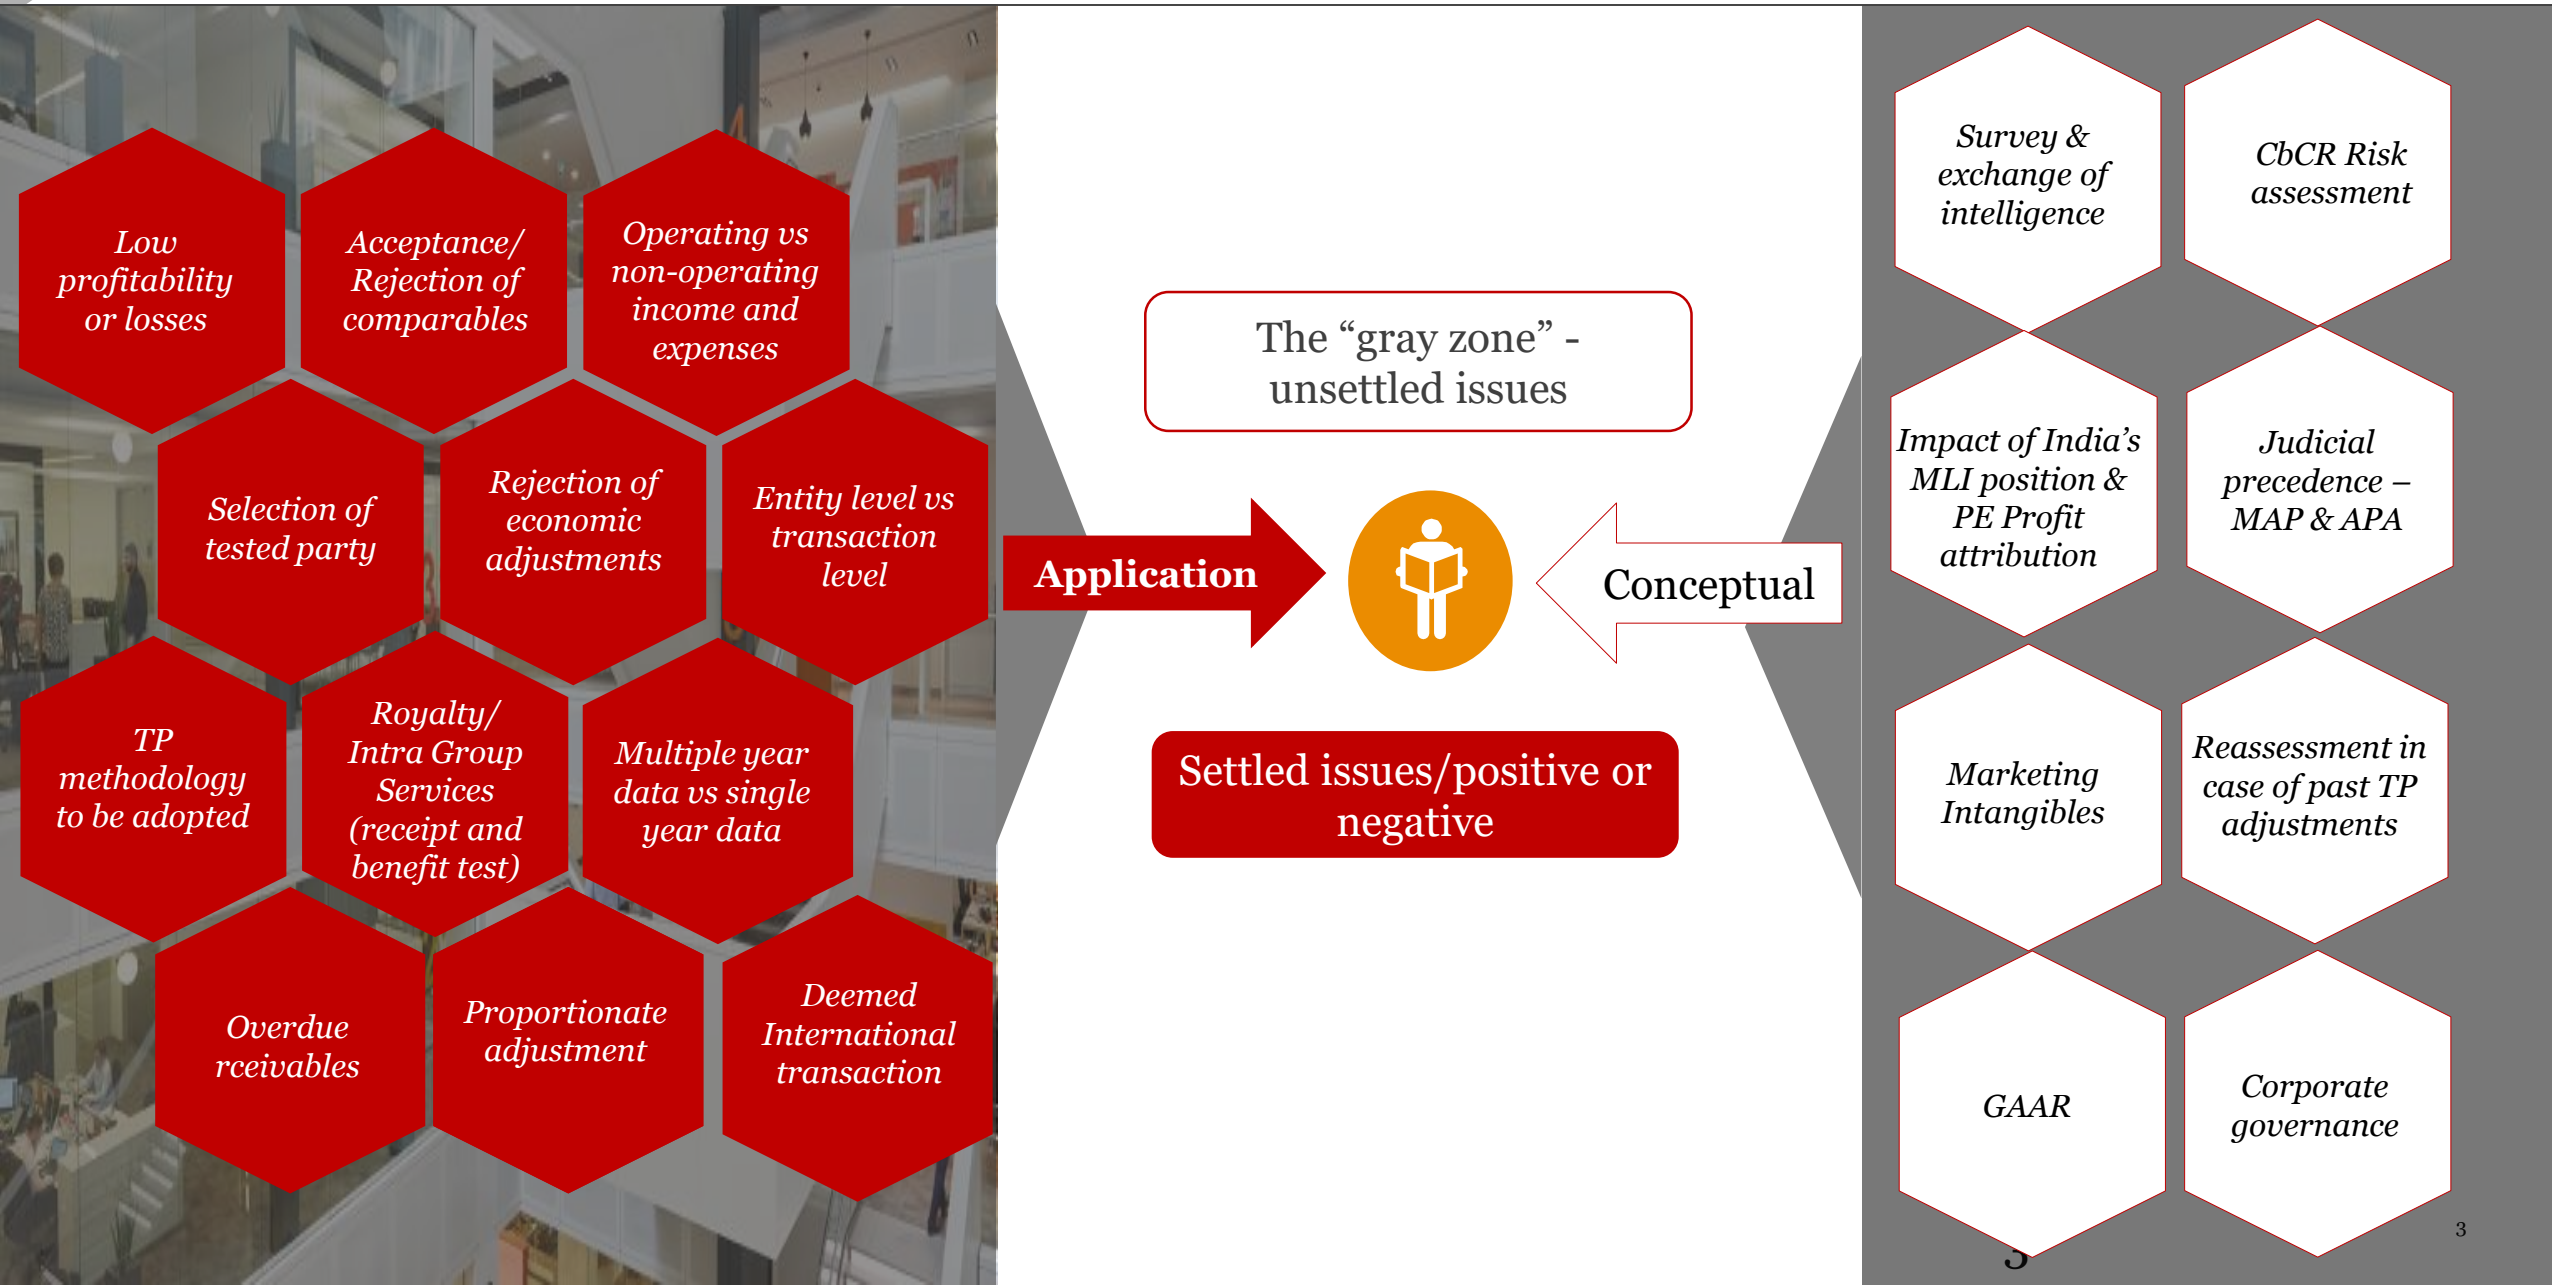 Low
profitability
or losses
Acceptance/
Rejection of
comparables
Operating vs
non-operating
income and
expenses
Selection of
tested party
Rejection of
economic
adjustments
Entity level vs
transaction
level
TP
methodology
to be adopted
Royalty/
Intra Group
Services
(receipt and
benefit test)
Multiple year
data vs single
year data
Overdue
rceivables
Proportionate
adjustment
Deemed
International
transaction
The “gray zone” -
unsettled issues
Application
Conceptual
Settled issues/positive or
negative
Survey &
exchange of
intelligence
CbCR Risk
assessment
Impact of India’s
MLI position &
PE Profit
attribution
Judicial
precedence –
MAP & APA
Marketing
Intangibles
Reassessment in
case of past TP
adjustments
GAAR
Corporate
governance
3